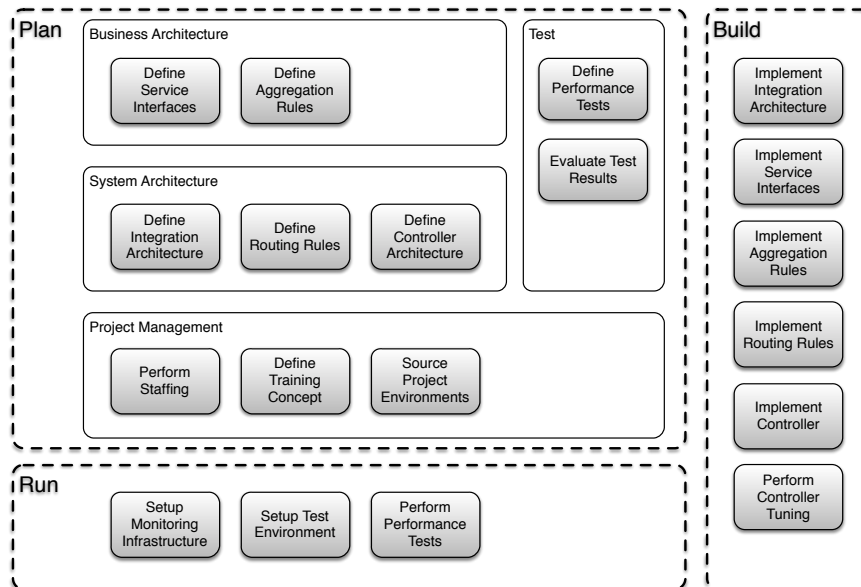 Plan
Business Architecture
Define
Service
Interfaces
Define
Aggregation
Rules
Test
Define
Performance
Tests
Evaluate Test
Results
System Architecture
Define
Integration
Architecture
Define
Routing Rules
Define
Controller
Architecture
Project Management
Perform
Staffing
Define
Training
Concept
Source
Project
Environments
Run
Setup
Monitoring
Infrastructure
Setup Test
Environment
Perform
Performance
Tests
Build
Implement
Integration
Architecture
Implement
Service
Interfaces
Implement
Aggregation
Rules
Implement
Routing Rules
Implement
Controller
Perform
Controller
Tuning